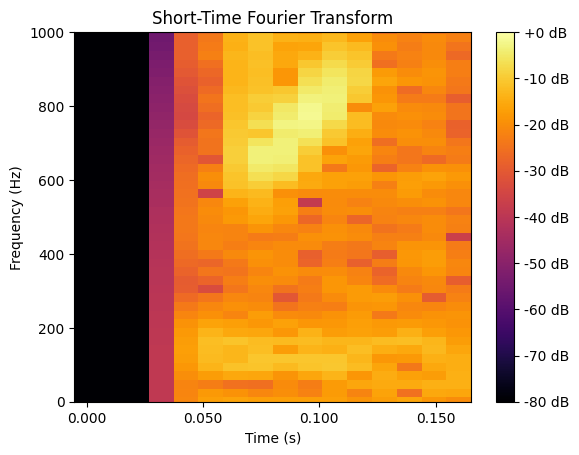 Short-Time Fourier Transform
1000
800
600
400
200
0
Frequency (Hz)
0.000
0.050
0.100
0.150
Time (s)
+0 dB
-10 dB
-20 dB
-30 dB
-40 dB
-50 dB
-60 dB
-70 dB
-80 dB